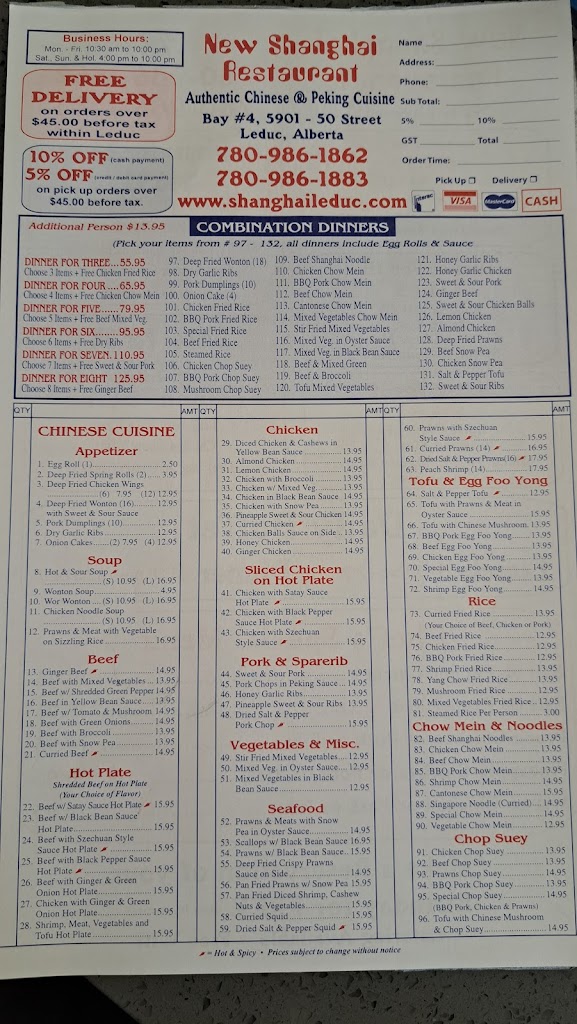 Business Hours:
Mon. - Fri. 10:30 am to 10:00 pm
Sat., Sun. & Hol. 4:00 pm to 10:00 pm
FREE
DELIVERY
on orders over
$45.00 before tax
within Leduc
10% OFF (cash payment)
5% OFF (credit / debit card payment)
on pick up orders over
$45.00 before tax.
New Shanghai
Restaurant
Authentic Chinese & Peking Cuisine
Bay #4, 5901 - 50 Street
Leduc, Alberta
780-986-1862
780-986-1883
www.shanghaileduc.com
Name
Address:
Phone:
Sub Total:
5% 10%
GST Total
Order Time:
Pick Up Delivery
VISA MasterCard CASH
Additional Person $13.95
COMBINATION DINNERS
(Pick your items from # 97 - 132, all dinners include Egg Rolls & Sauce
DINNER FOR THREE...55.95
Choose 3 Items + Free Chicken Fried Rice
DINNER FOR FOUR ....65.95
Choose 4 Items + Free Chicken Chow Mein
DINNER FOR FIVE.......79.95
Choose 5 Items + Free Beef Mixed Veg.
DINNER FOR SIX........95.95
Choose 6 Items + Free Dry Ribs
DINNER FOR SEVEN. 110.95
Choose 7 Items + Free Sweet & Sour Pork
DINNER FOR EIGHT 125.95
Choose 8 Items + Free Ginger Beef
97. Deep Fried Wonton (18)
98. Dry Garlic Ribs
99. Pork Dumplings (10)
100. Onion Cake (4)
101. Chicken Fried Rice
102. BBQ Pork Fried Rice
103. Special Fried Rice
104. Beef Fried Rice
105. Steamed Rice
106. Chicken Chop Suey
107. BBQ Pork Chop Suey
108. Mushroom Chop Suey
109. Beef Shanghai Noodle
110. Chicken Chow Mein
111. BBQ Pork Chow Mein
112. Beef Chow Mein
113. Cantonese Chow Mein
114. Mixed Vegetables Chow Mein
115. Stir Fried Mixed Vegetables
116. Mixed Veg. in Oyster Sauce
117. Mixed Veg. in Black Bean Sauce
118. Beef & Mixed Green
119. Beef & Broccoli
120. Tofu Mixed Vegetables
121. Honey Garlic Ribs
122. Honey Garlic Chicken
123. Sweet & Sour Pork
124. Ginger Beef
125. Sweet & Sour Chicken Balls
126. Lemon Chicken
127. Almond Chicken
128. Deep Fried Prawns
129. Beef Snow Pea
130. Chicken Snow Pea
131. Salt & Pepper Tofu
132. Sweet & Sour Ribs
QTY AMT QTY AMT QTY AMT
CHINESE CUISINE
Appetizer
1. Egg Roll (1)..........2.50
2. Deep Fried Spring Rolls (2) .... 3.95
3. Deep Fried Chicken Wings
..........(6) 7.95 (12) 12.95
4. Deep Fried Wonton (16)........12.95
with Sweet & Sour Sauce
5. Pork Dumplings (10)...........12.95
6. Dry Garlic Ribs ..............12.95
7. Onion Cakes.......(2) 7.95 (4) 12.95
Soup
8. Hot & Sour Soup
..........(S) 10.95 (L) 16.95
9. Wonton Soup..............4.95
10. Wor Wonton ....(S) 10.95 (L) 16.95
11. Chicken Noodle Soup
..........(S) 10.95 (L) 16.95
12. Prawns & Meat with Vegetable
on Sizzling Rice..............16.95
Beef
13. Ginger Beef..............14.95
14. Beef with Mixed Vegetables... 13.95
15. Beef w/ Shredded Green Pepper 14.95
16. Beef in Yellow Bean Sauce.... 13.95
17. Beef w/ Tomato & Mushroom 14.95
18. Beef with Green Onions........ 14.95
19. Beef with Broccoli............ 13.95
20. Beef with Snow Pea............ 13.95
21. Curried Beef............ 14.95
Hot Plate
Shredded Beef on Hot Plate
(Your Choice of Flavor)
22. Beef w/ Satay Sauce Hot Plate 15.95
23. Beef w/ Black Bean Sauce
Hot Plate........................15.95
24. Beef with Szechuan Style
Sauce Hot Plate ................15.95
25. Beef with Black Pepper Sauce
Hot Plate ........................15.95
26. Beef with Ginger & Green
Onion Hot Plate..................15.95
27. Chicken with Ginger & Green
Onion Hot Plate..................15.95
28. Shrimp, Meat, Vegetables and
Tofu Hot Plate................... 15.95
Chicken
29. Diced Chicken & Cashews in
Yellow Bean Sauce...............13.95
30. Almond Chicken...............14.95
31. Lemon Chicken................14.95
32. Chicken with Broccoli.........13.95
33. Chicken w/ Mixed Veg..........13.95
34. Chicken in Black Bean Sauce 14.95
35. Chicken with Snow Pea.........13.95
36. Pineapple Sweet & Sour Chicken 14.95
37. Curried Chicken...............14.95
38. Chicken Balls Sauce on Side .. 13.95
39. Honey Chicken................14.95
40. Ginger Chicken...............14.95
Sliced Chicken
on Hot Plate
41. Chicken with Satay Sauce
Hot Plate ........................15.95
42. Chicken with Black Pepper
Sauce Hot Plate .................15.95
43. Chicken with Szechuan
Style Sauce ......................15.95
Pork & Sparerib
44. Sweet & Sour Pork ............14.95
45. Pork Chops in Peking Sauce .. 14.95
46. Honey Garlic Ribs.............13.95
47. Pineapple Sweet & Sour Ribs 13.95
48. Dried Salt & Pepper
Pork Chop ........................15.95
Vegetables & Misc.
49. Stir Fried Mixed Vegetables....12.95
50. Mixed Veg. in Oyster Sauce....12.95
51. Mixed Vegetables in Black
Bean Sauce ......................12.95
Seafood
52. Prawns & Meats with Snow
Pea in Oyster Sauce..............14.95
53. Scallops w/ Black Bean Sauce 16.95
54. Prawns w/ Black Bean Sauce.. 15.95
55. Deep Fried Crispy Prawns
Sauce on Side....................14.95
56. Pan Fried Prawns w/ Snow Pea 15.95
57. Pan Fried Diced Shrimp, Cashew
Nuts & Vegetables................15.95
58. Curried Squid.................15.95
59. Dried Salt & Pepper Squid 15.95
60. Prawns with Szechuan
Style Sauce ......................15.95
61. Curried Prawns (14) ..........16.95
62. Dried Salt & Pepper Prawns(16) 17.95
63. Peach Shrimp (14).............17.95
Tofu & Egg Foo Yong
64. Salt & Pepper Tofu ...........12.95
65. Tofu with Prawns & Meat in
Oyster Sauce ....................15.95
66. Tofu with Chinese Mushroom. 13.95
67. BBQ Pork Egg Foo Yong........13.95
68. Beef Egg Foo Yong............13.95
69. Chicken Egg Foo Yong.........13.95
70. Special Egg Foo Yong.........14.95
71. Vegetable Egg Foo Yong.......13.95
72. Shrimp Egg Foo Yong..........14.95
Rice
73. Curried Fried Rice............13.95
(Your Choice of Beef, Chicken or Pork)
74. Beef Fried Rice ..............12.95
75. Chicken Fried Rice............12.95
76. BBQ Pork Fried Rice...........12.95
77. Shrimp Fried Rice.............13.95
78. Yang Chow Fried Rice .........13.95
79. Mushroom Fried Rice ..........12.95
80. Mixed Vegetables Fried Rice .. 12.95
81. Steamed Rice Per Person ...... 3.00
Chow Mein & Noodles
82. Beef Shanghai Noodles ........13.95
83. Chicken Chow Mein.............13.95
84. Beef Chow Mein................13.95
85. BBQ Pork Chow Mein............13.95
86. Shrimp Chow Mein..............14.95
87. Cantonese Chow Mein...........15.95
88. Singapore Noodle (Curried).... 14.95
89. Special Chow Mein.............14.95
90. Vegetable Chow Mein...........12.95
Chop Suey
91. Chicken Chop Suey.............13.95
92. Beef Chop Suey................13.95
93. Prawns Chop Suey..............14.95
94. BBQ Pork Chop Suey............13.95
95. Special Chop Suey.............14.95
(BBQ Pork, Chicken & Prawns)
96. Tofu with Chinese Mushroom
& Chop Suey......................14.95
= Hot & Spicy • Prices subject to change without notice